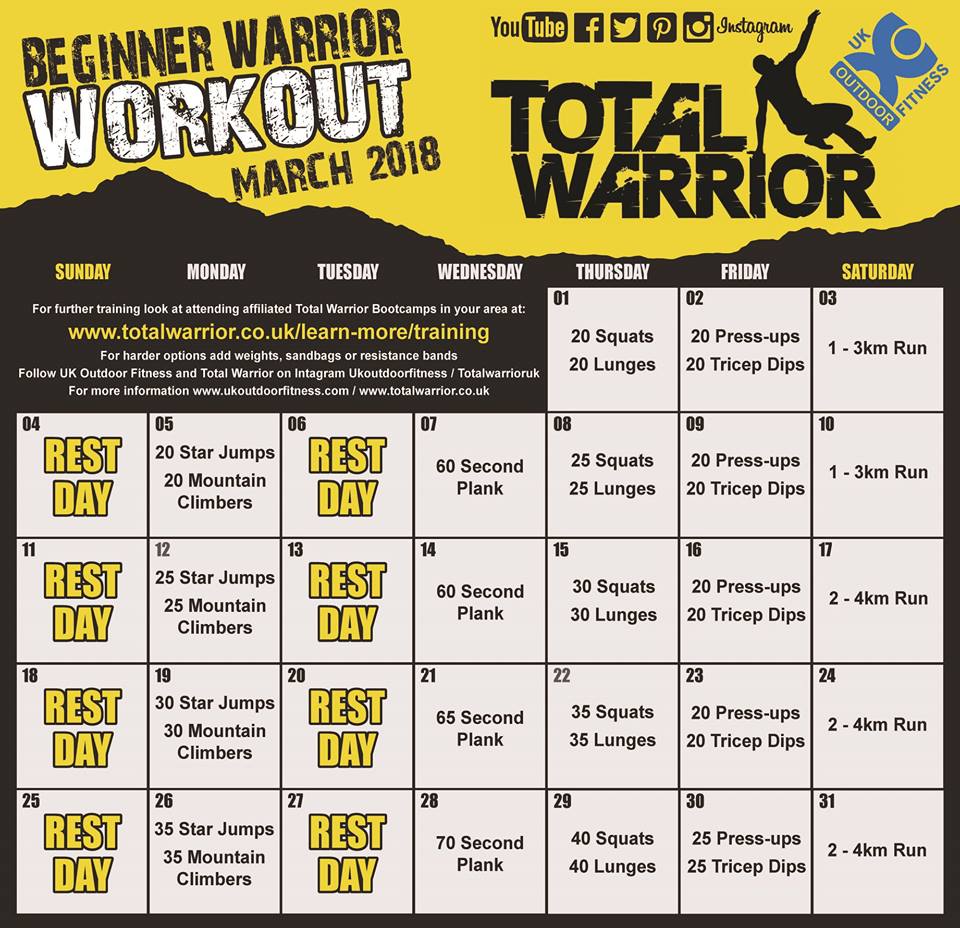 BEGINNER WARRIOR
WORKOUT
MARCH 2018
YouTube f Instagram
TOTAL
WARRIOR
UK
OUTDOOR
FITNESS
SUNDAY MONDAY TUESDAY WEDNESDAY THURSDAY FRIDAY SATURDAY
For further training look at attending affiliated Total Warrior Bootcamps in your area at:
www.totalwarrior.co.uk/learn-more/training
For harder options add weights, sandbags or resistance bands
Follow UK Outdoor Fitness and Total Warrior on Intagram Ukoutdoorfitness / Totalwarrioruk
For more information www.ukoutdoorfitness.com / www.totalwarrior.co.uk
01
20 Squats
20 Lunges
02
20 Press-ups
20 Tricep Dips
03
1 - 3km Run
04
REST
DAY
05
20 Star Jumps
20 Mountain
Climbers
06
REST
DAY
07
60 Second
Plank
08
25 Squats
25 Lunges
09
20 Press-ups
20 Tricep Dips
10
1 - 3km Run
11
REST
DAY
12
25 Star Jumps
25 Mountain
Climbers
13
REST
DAY
14
60 Second
Plank
15
30 Squats
30 Lunges
16
20 Press-ups
20 Tricep Dips
17
2 - 4km Run
18
REST
DAY
19
30 Star Jumps
30 Mountain
Climbers
20
REST
DAY
21
65 Second
Plank
22
35 Squats
35 Lunges
23
20 Press-ups
20 Tricep Dips
24
2 - 4km Run
25
REST
DAY
26
35 Star Jumps
35 Mountain
Climbers
27
REST
DAY
28
70 Second
Plank
29
40 Squats
40 Lunges
30
25 Press-ups
25 Tricep Dips
31
2 - 4km Run